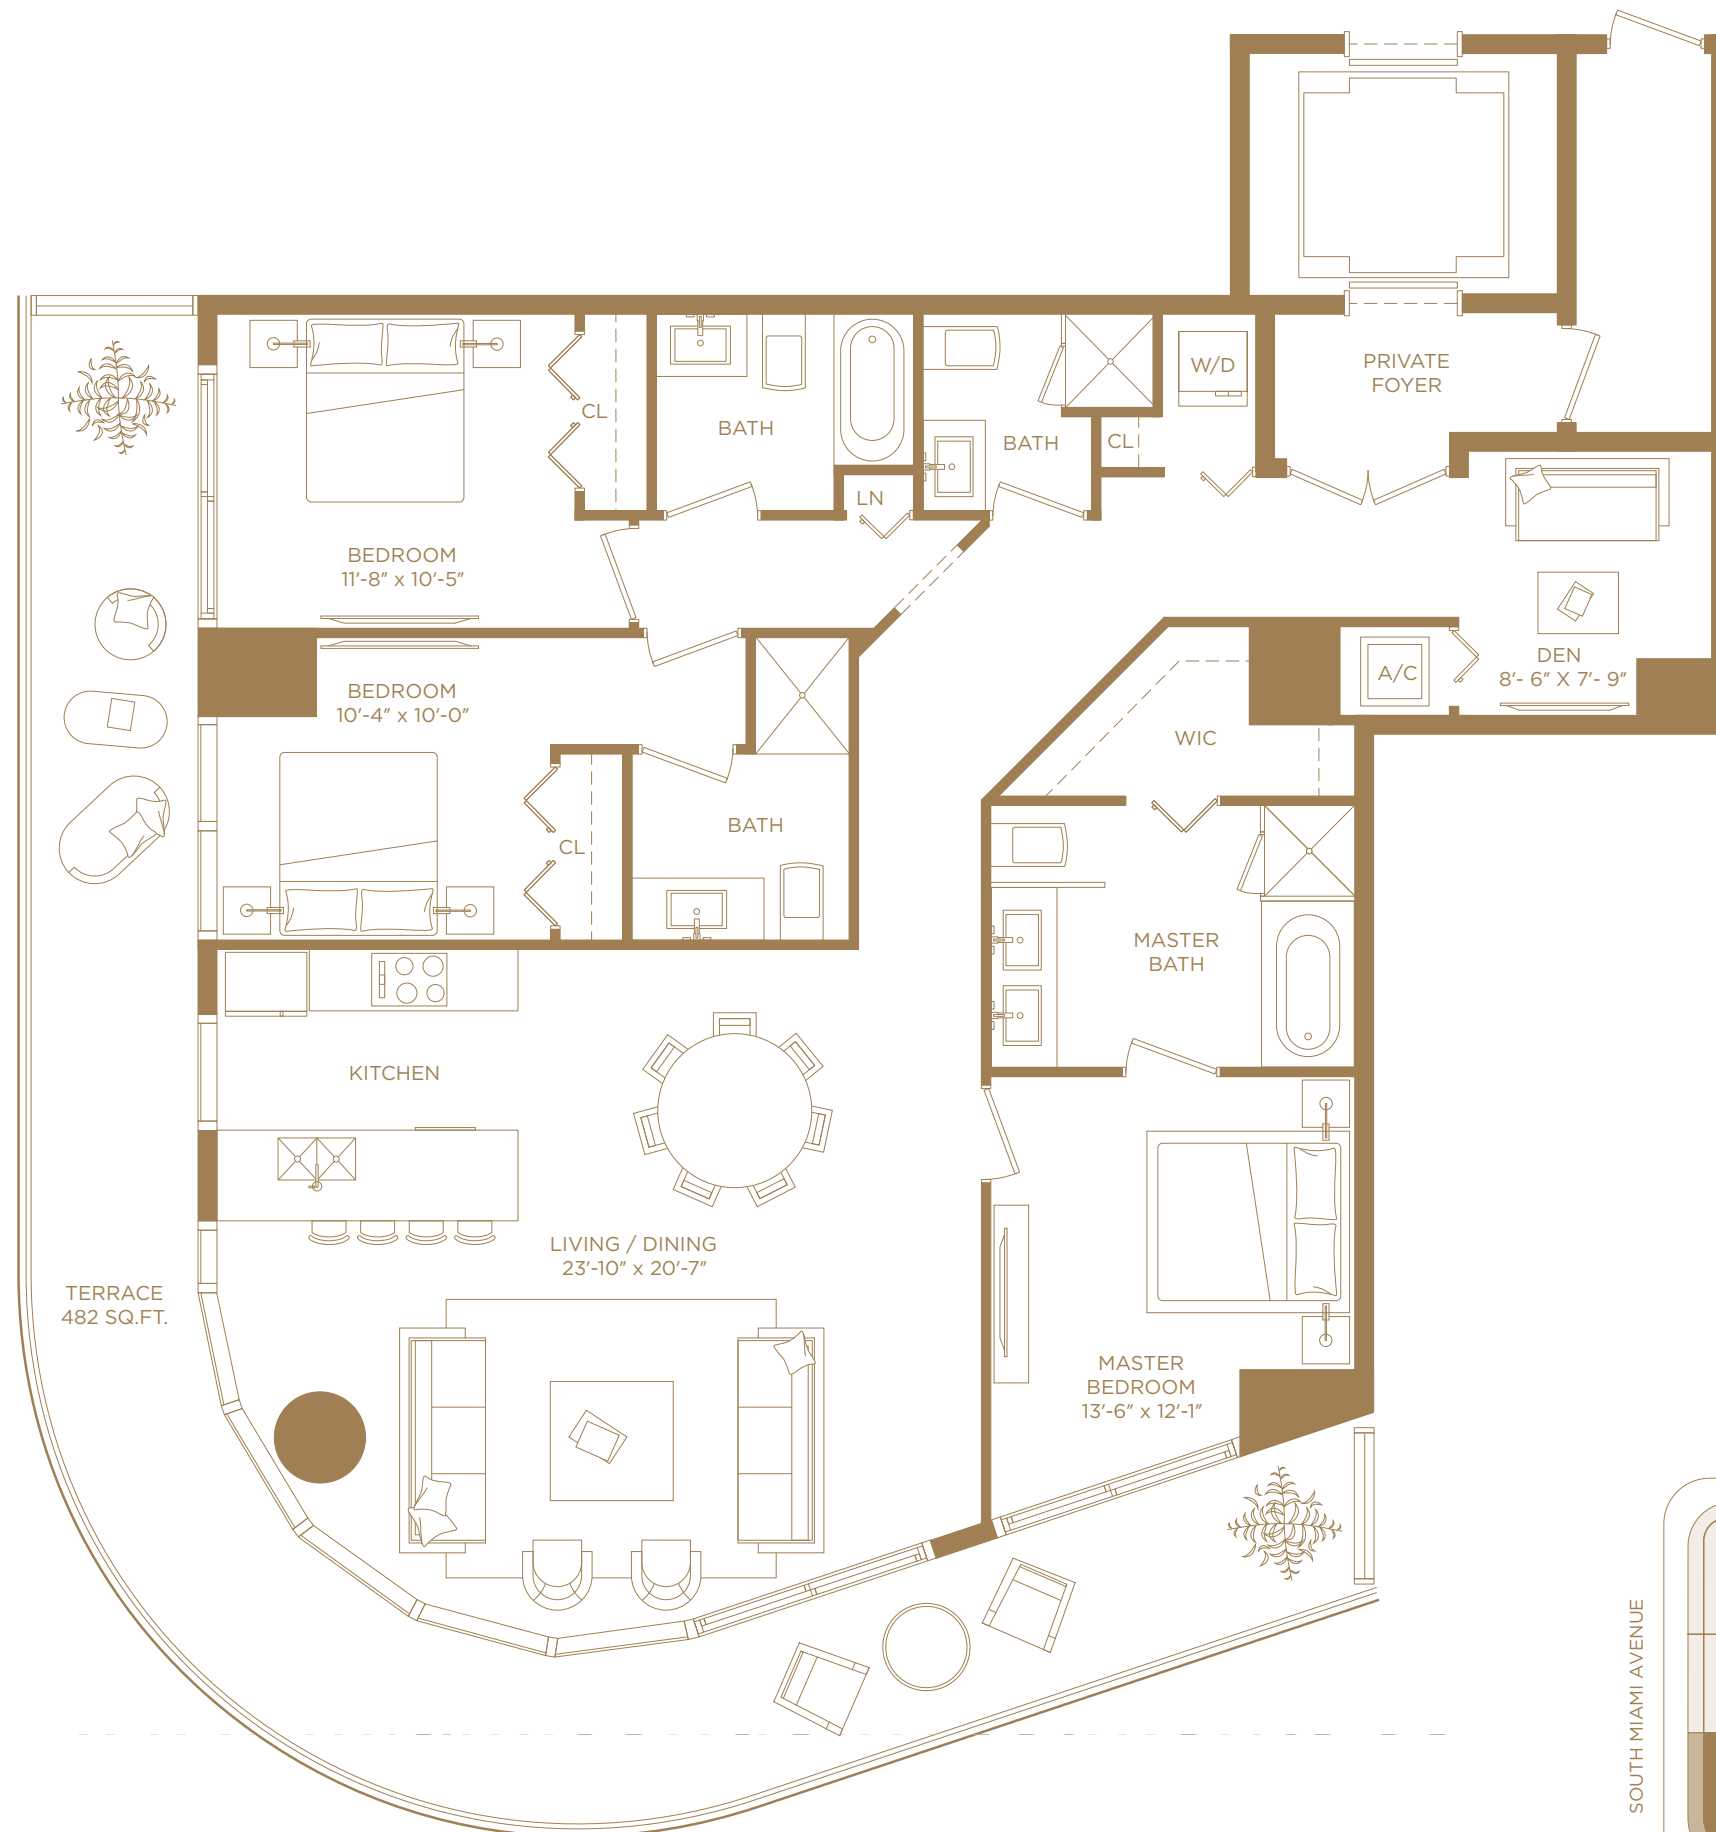 PRIVATE
FOYER
W/D
CL
BATH
BATH
CL
LN
BEDROOM
11'-8" x 10'-5"
BEDROOM
10'-4" x 10'-0"
DEN
8'- 6" X 7'- 9"
A/C
WIC
BATH
CL
MASTER
BATH
KITCHEN
LIVING / DINING
23'-10" x 20'-7"
TERRACE
482 SQ.FT.
MASTER
BEDROOM
13'-6" x 12'-1"
SOUTH MIAMI AVENUE